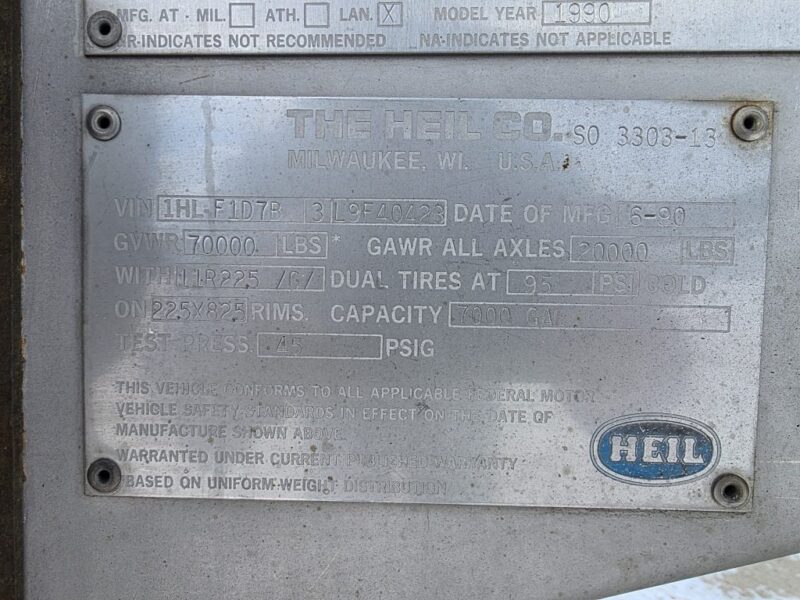 MFG. AT · MIL. ATH. LAN. X MODEL YEAR 1990
NR-INDICATES NOT RECOMMENDED NA-INDICATES NOT APPLICABLE
THE HEIL CO. SO 3303-13
MILWAUKEE, WI. U.S.A.
VIN 1HL F1D7B 3 L9F40423 DATE OF MFG 6-90
GVWR 70000 LBS * GAWR ALL AXLES 20000 LBS
WITH 11R225 /G/ DUAL TIRES AT 95 PSI COLD
ON 225X825 RIMS. CAPACITY 7000 GAL
TEST PRESS. 45 PSIG
THIS VEHICLE CONFORMS TO ALL APPLICABLE FEDERAL MOTOR
VEHICLE SAFETY STANDARDS IN EFFECT ON THE DATE OF
MANUFACTURE SHOWN ABOVE
WARRANTED UNDER CURRENT PUBLISHED WARRANTY
*BASED ON UNIFORM WEIGHT DISTRIBUTION
HEIL